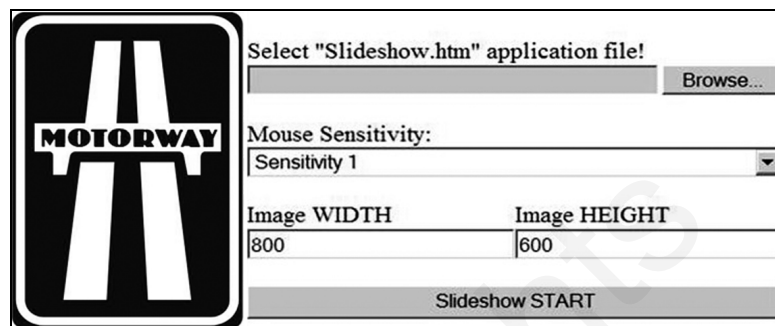 MOTORWAY
Select "Slideshow.htm" application file!
Browse...
Mouse Sensitivity:
Sensitivity 1
Image WIDTH Image HEIGHT
800 600
Slideshow START